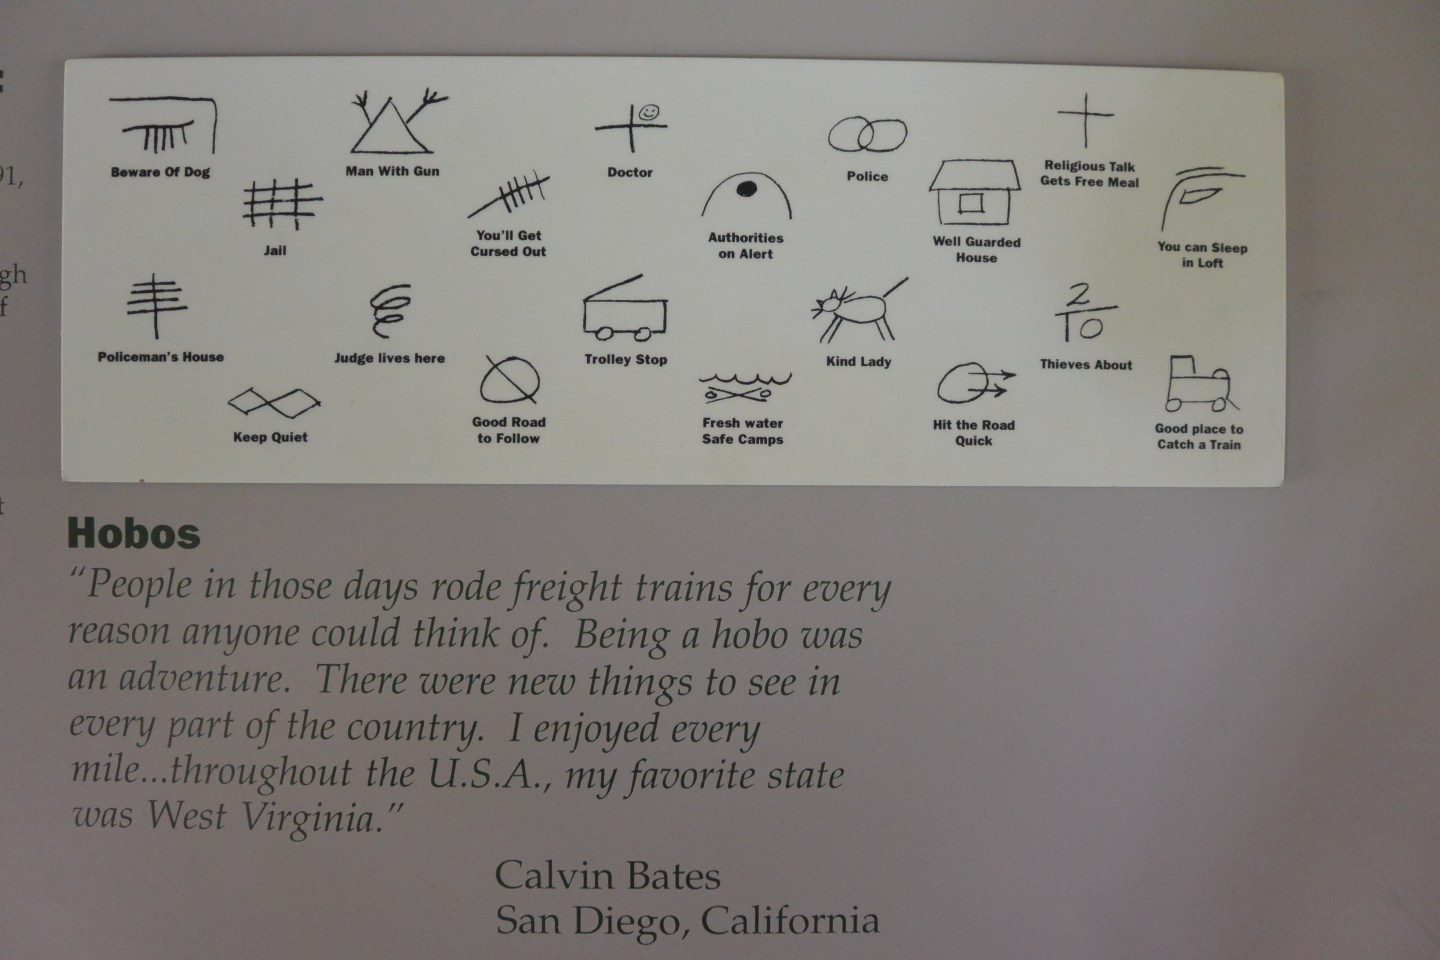 91,
gh
f
t
Beware Of Dog
Man With Gun
Doctor
Police
Religious Talk
Gets Free Meal
Jail
You'll Get
Cursed Out
Authorities
on Alert
Well Guarded
House
You can Sleep
in Loft
Policeman's House
Judge lives here
Trolley Stop
Kind Lady
2
10
Thieves About
Keep Quiet
Good Road
to Follow
Fresh water
Safe Camps
Hit the Road
Quick
Good place to
Catch a Train
Hobos
“People in those days rode freight trains for every
reason anyone could think of.  Being a hobo was
an adventure.  There were new things to see in
every part of the country.  I enjoyed every
mile...throughout the U.S.A., my favorite state
was West Virginia.”
Calvin Bates
San Diego, California